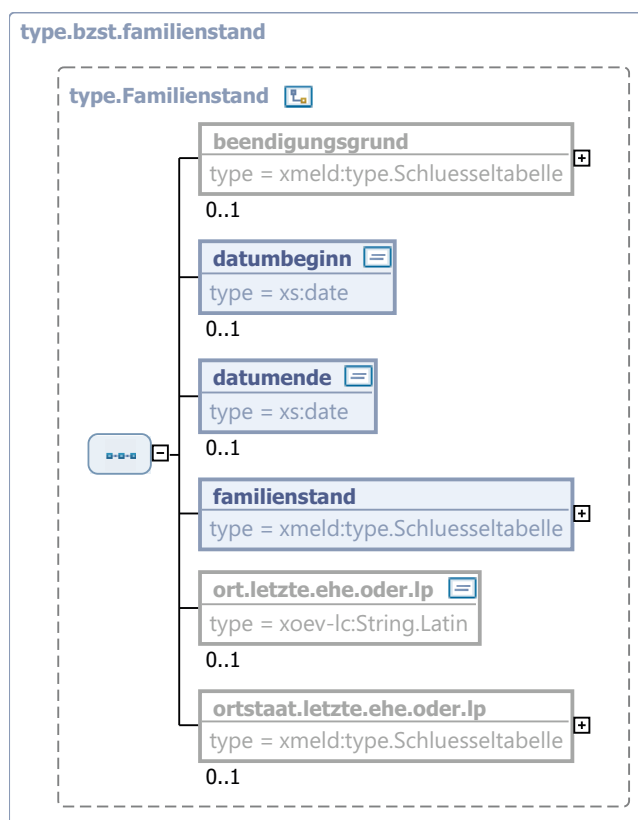 type.bzst.familienstand
type.Familienstand
beendigungsgrund
type = xmeld:type.Schluesseltabelle
0..1
datumbeginn
type = xs:date
0..1
datumende
type = xs:date
0..1
familienstand
type = xmeld:type.Schluesseltabelle
ort.letzte.ehe.oder.lp
type = xoev-lc:String.Latin
0..1
ortstaat.letzte.ehe.oder.lp
type = xmeld:type.Schluesseltabelle
0..1